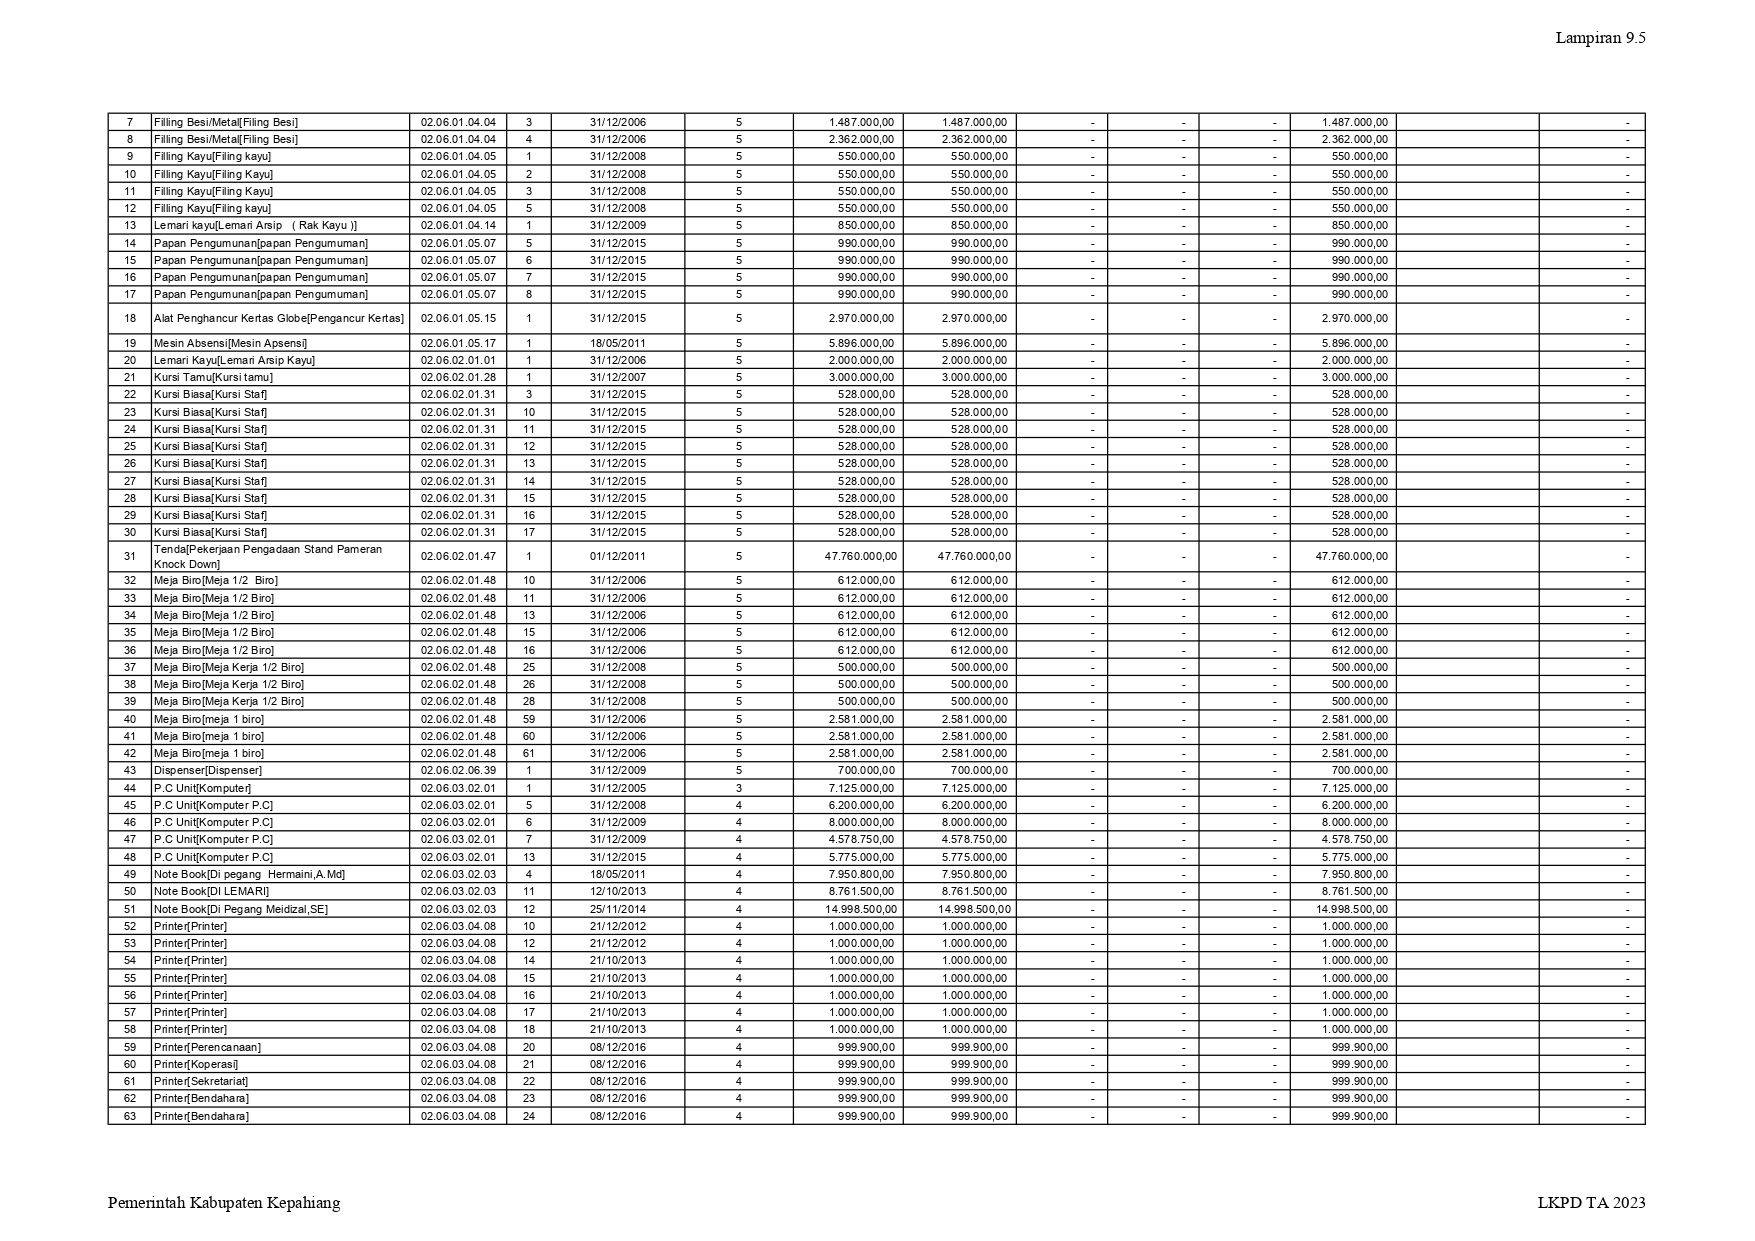 Lampiran 9.5
7 Filling Besi/Metal[Filing Besi] 02.06.01.04.04 3 31/12/2006 5 1.487.000,00 1.487.000,00 - - - 1.487.000,00 -
8 Filling Besi/Metal[Filing Besi] 02.06.01.04.04 4 31/12/2006 5 2.362.000,00 2.362.000,00 - - - 2.362.000,00 -
9 Filling Kayu[Filing kayu] 02.06.01.04.05 1 31/12/2008 5 550.000,00 550.000,00 - - - 550.000,00 -
10 Filling Kayu[Filing Kayu] 02.06.01.04.05 2 31/12/2008 5 550.000,00 550.000,00 - - - 550.000,00 -
11 Filling Kayu[Filing Kayu] 02.06.01.04.05 3 31/12/2008 5 550.000,00 550.000,00 - - - 550.000,00 -
12 Filling Kayu[Filing kayu] 02.06.01.04.05 5 31/12/2008 5 550.000,00 550.000,00 - - - 550.000,00 -
13 Lemari kayu[Lemari Arsip ( Rak Kayu )] 02.06.01.04.14 1 31/12/2009 5 850.000,00 850.000,00 - - - 850.000,00 -
14 Papan Pengumunan[papan Pengumuman] 02.06.01.05.07 5 31/12/2015 5 990.000,00 990.000,00 - - - 990.000,00 -
15 Papan Pengumunan[papan Pengumuman] 02.06.01.05.07 6 31/12/2015 5 990.000,00 990.000,00 - - - 990.000,00 -
16 Papan Pengumunan[papan Pengumuman] 02.06.01.05.07 7 31/12/2015 5 990.000,00 990.000,00 - - - 990.000,00 -
17 Papan Pengumunan[papan Pengumuman] 02.06.01.05.07 8 31/12/2015 5 990.000,00 990.000,00 - - - 990.000,00 -
18 Alat Penghancur Kertas Globe[Pengancur Kertas] 02.06.01.05.15 1 31/12/2015 5 2.970.000,00 2.970.000,00 - - - 2.970.000,00 -
19 Mesin Absensi[Mesin Apsensi] 02.06.01.05.17 1 18/05/2011 5 5.896.000,00 5.896.000,00 - - - 5.896.000,00 -
20 Lemari Kayu[Lemari Arsip Kayu] 02.06.02.01.01 1 31/12/2006 5 2.000.000,00 2.000.000,00 - - - 2.000.000,00 -
21 Kursi Tamu[Kursi tamu] 02.06.02.01.28 1 31/12/2007 5 3.000.000,00 3.000.000,00 - - - 3.000.000,00 -
22 Kursi Biasa[Kursi Staf] 02.06.02.01.31 3 31/12/2015 5 528.000,00 528.000,00 - - - 528.000,00 -
23 Kursi Biasa[Kursi Staf] 02.06.02.01.31 10 31/12/2015 5 528.000,00 528.000,00 - - - 528.000,00 -
24 Kursi Biasa[Kursi Staf] 02.06.02.01.31 11 31/12/2015 5 528.000,00 528.000,00 - - - 528.000,00 -
25 Kursi Biasa[Kursi Staf] 02.06.02.01.31 12 31/12/2015 5 528.000,00 528.000,00 - - - 528.000,00 -
26 Kursi Biasa[Kursi Staf] 02.06.02.01.31 13 31/12/2015 5 528.000,00 528.000,00 - - - 528.000,00 -
27 Kursi Biasa[Kursi Staf] 02.06.02.01.31 14 31/12/2015 5 528.000,00 528.000,00 - - - 528.000,00 -
28 Kursi Biasa[Kursi Staf] 02.06.02.01.31 15 31/12/2015 5 528.000,00 528.000,00 - - - 528.000,00 -
29 Kursi Biasa[Kursi Staf] 02.06.02.01.31 16 31/12/2015 5 528.000,00 528.000,00 - - - 528.000,00 -
30 Kursi Biasa[Kursi Staf] 02.06.02.01.31 17 31/12/2015 5 528.000,00 528.000,00 - - - 528.000,00 -
31 Tenda[Pekerjaan Pengadaan Stand Pameran
Knock Down] 02.06.02.01.47 1 01/12/2011 5 47.760.000,00 47.760.000,00 - - - 47.760.000,00 -
32 Meja Biro[Meja 1/2 Biro] 02.06.02.01.48 10 31/12/2006 5 612.000,00 612.000,00 - - - 612.000,00 -
33 Meja Biro[Meja 1/2 Biro] 02.06.02.01.48 11 31/12/2006 5 612.000,00 612.000,00 - - - 612.000,00 -
34 Meja Biro[Meja 1/2 Biro] 02.06.02.01.48 13 31/12/2006 5 612.000,00 612.000,00 - - - 612.000,00 -
35 Meja Biro[Meja 1/2 Biro] 02.06.02.01.48 15 31/12/2006 5 612.000,00 612.000,00 - - - 612.000,00 -
36 Meja Biro[Meja 1/2 Biro] 02.06.02.01.48 16 31/12/2006 5 612.000,00 612.000,00 - - - 612.000,00 -
37 Meja Biro[Meja Kerja 1/2 Biro] 02.06.02.01.48 25 31/12/2008 5 500.000,00 500.000,00 - - - 500.000,00 -
38 Meja Biro[Meja Kerja 1/2 Biro] 02.06.02.01.48 26 31/12/2008 5 500.000,00 500.000,00 - - - 500.000,00 -
39 Meja Biro[Meja Kerja 1/2 Biro] 02.06.02.01.48 28 31/12/2008 5 500.000,00 500.000,00 - - - 500.000,00 -
40 Meja Biro[meja 1 biro] 02.06.02.01.48 59 31/12/2006 5 2.581.000,00 2.581.000,00 - - - 2.581.000,00 -
41 Meja Biro[meja 1 biro] 02.06.02.01.48 60 31/12/2006 5 2.581.000,00 2.581.000,00 - - - 2.581.000,00 -
42 Meja Biro[meja 1 biro] 02.06.02.01.48 61 31/12/2006 5 2.581.000,00 2.581.000,00 - - - 2.581.000,00 -
43 Dispenser[Dispenser] 02.06.02.06.39 1 31/12/2009 5 700.000,00 700.000,00 - - - 700.000,00 -
44 P.C Unit[Komputer] 02.06.03.02.01 1 31/12/2005 3 7.125.000,00 7.125.000,00 - - - 7.125.000,00 -
45 P.C Unit[Komputer P.C] 02.06.03.02.01 5 31/12/2008 4 6.200.000,00 6.200.000,00 - - - 6.200.000,00 -
46 P.C Unit[Komputer P.C] 02.06.03.02.01 6 31/12/2009 4 8.000.000,00 8.000.000,00 - - - 8.000.000,00 -
47 P.C Unit[Komputer P.C] 02.06.03.02.01 7 31/12/2009 4 4.578.750,00 4.578.750,00 - - - 4.578.750,00 -
48 P.C Unit[Komputer P.C] 02.06.03.02.01 13 31/12/2015 4 5.775.000,00 5.775.000,00 - - - 5.775.000,00 -
49 Note Book[Di pegang Hermaini,A.Md] 02.06.03.02.03 4 18/05/2011 4 7.950.800,00 7.950.800,00 - - - 7.950.800,00 -
50 Note Book[DI LEMARI] 02.06.03.02.03 11 12/10/2013 4 8.761.500,00 8.761.500,00 - - - 8.761.500,00 -
51 Note Book[Di Pegang Meidizal,SE] 02.06.03.02.03 12 25/11/2014 4 14.998.500,00 14.998.500,00 - - - 14.998.500,00 -
52 Printer[Printer] 02.06.03.04.08 10 21/12/2012 4 1.000.000,00 1.000.000,00 - - - 1.000.000,00 -
53 Printer[Printer] 02.06.03.04.08 12 21/12/2012 4 1.000.000,00 1.000.000,00 - - - 1.000.000,00 -
54 Printer[Printer] 02.06.03.04.08 14 21/10/2013 4 1.000.000,00 1.000.000,00 - - - 1.000.000,00 -
55 Printer[Printer] 02.06.03.04.08 15 21/10/2013 4 1.000.000,00 1.000.000,00 - - - 1.000.000,00 -
56 Printer[Printer] 02.06.03.04.08 16 21/10/2013 4 1.000.000,00 1.000.000,00 - - - 1.000.000,00 -
57 Printer[Printer] 02.06.03.04.08 17 21/10/2013 4 1.000.000,00 1.000.000,00 - - - 1.000.000,00 -
58 Printer[Printer] 02.06.03.04.08 18 21/10/2013 4 1.000.000,00 1.000.000,00 - - - 1.000.000,00 -
59 Printer[Perencanaan] 02.06.03.04.08 20 08/12/2016 4 999.900,00 999.900,00 - - - 999.900,00 -
60 Printer[Koperasi] 02.06.03.04.08 21 08/12/2016 4 999.900,00 999.900,00 - - - 999.900,00 -
61 Printer[Sekretariat] 02.06.03.04.08 22 08/12/2016 4 999.900,00 999.900,00 - - - 999.900,00 -
62 Printer[Bendahara] 02.06.03.04.08 23 08/12/2016 4 999.900,00 999.900,00 - - - 999.900,00 -
63 Printer[Bendahara] 02.06.03.04.08 24 08/12/2016 4 999.900,00 999.900,00 - - - 999.900,00 -
Pemerintah Kabupaten Kepahiang LKPD TA 2023